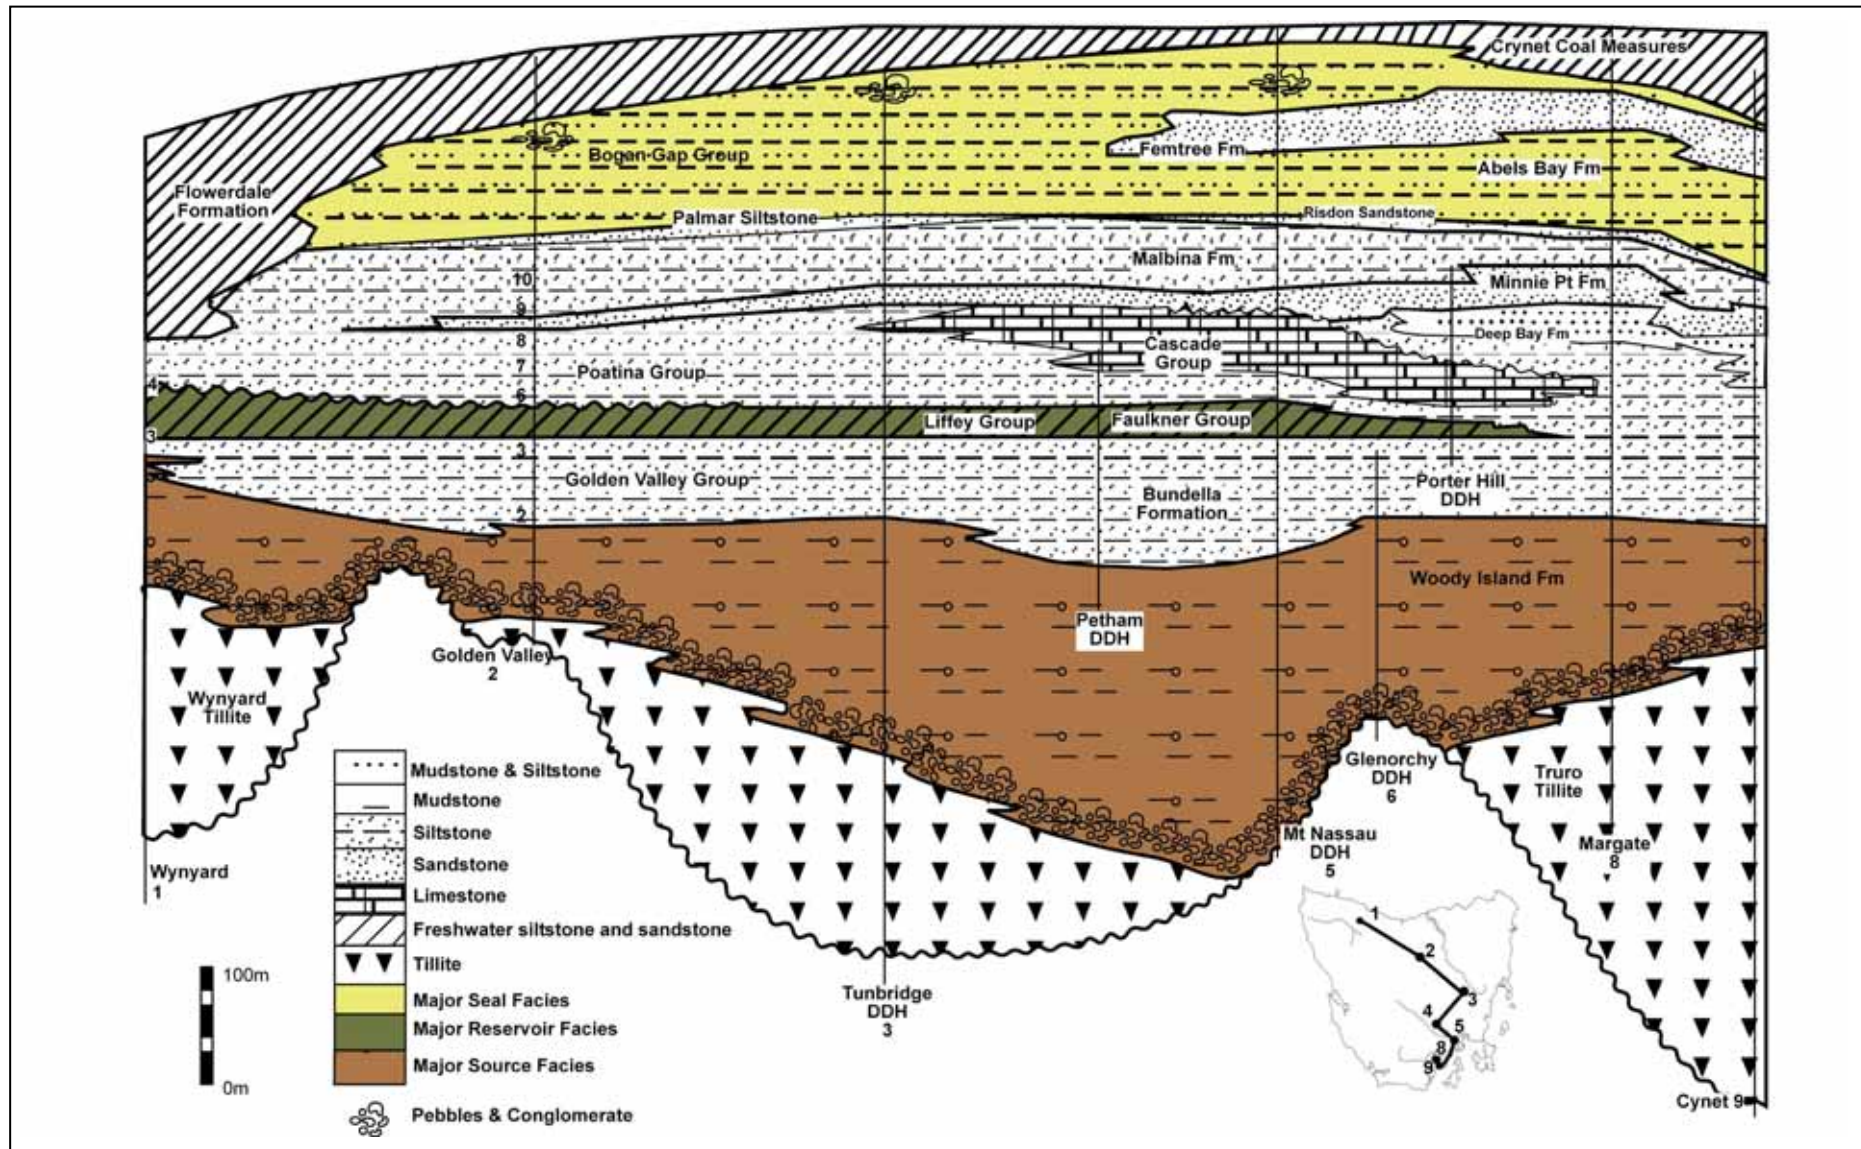 Crynet Coal Measures
Femtree Fm
Bogan Gap Group
Abels Bay Fm
Flowerdale
Formation
Palmar Siltstone
Risdon Sandstone
Malbina Fm
10
Minnie Pt Fm
9
8
Deep Bay Fm
Cascade
Group
7
Poatina Group
4
6
Liffey Group
Faulkner Group
3
3
Golden Valley Group
Porter Hill
DDH
Bundella
Formation
2
Woody Island Fm
Petham
DDH
Golden Valley
2
Wynyard
Tillite
Glenorchy
DDH
6
Truro
Tillite
Mt Nassau
DDH
5
Margate
8
Wynyard
1
Mudstone & Siltstone
Mudstone
Siltstone
Sandstone
Limestone
Freshwater siltstone and sandstone
Tillite
Major Seal Facies
Major Reservoir Facies
Major Source Facies
Pebbles & Conglomerate
100m
0m
Tunbridge
DDH
3
1
2
3
4
5
8
9
Cynet 9